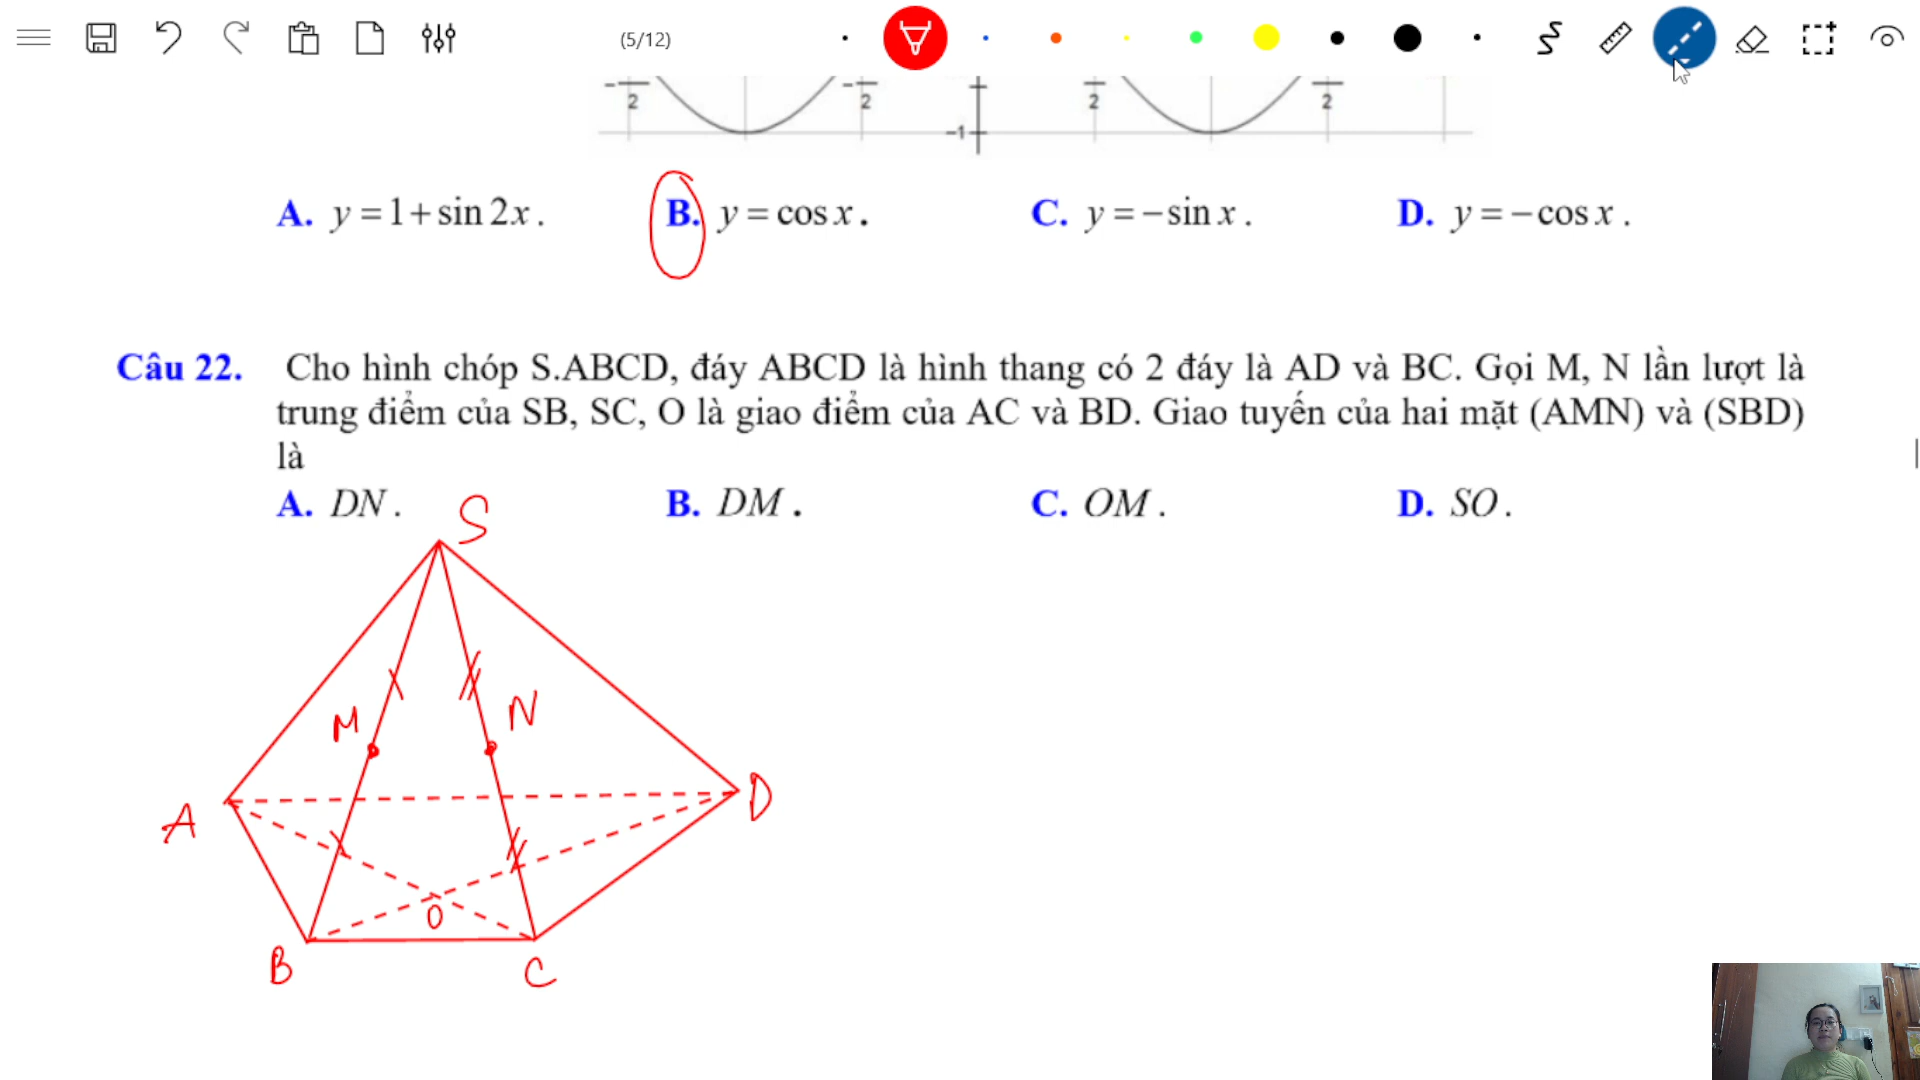 (5/12)
2 2 2 2
-1
A. y = 1 + sin 2x. B. y = cos x. C. y = − sin x. D. y = − cos x.
Câu 22. Cho hình chóp S.ABCD, đáy ABCD là hình thang có 2 đáy là AD và BC. Gọi M, N lần lượt là
trung điểm của SB, SC, O là giao điểm của AC và BD. Giao tuyến của hai mặt (AMN) và (SBD)
là
A. DN. B. DM. C. OM. D. SO.
S
M N
A D
O
B C